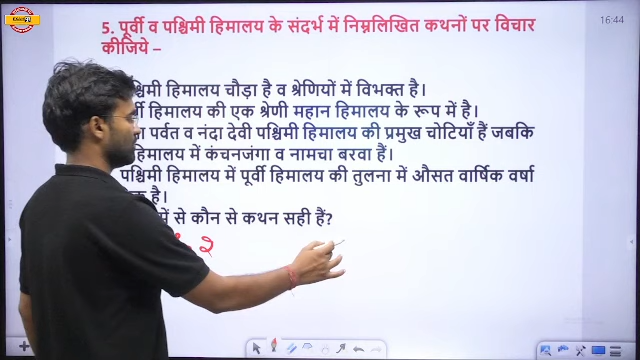 16:44
5. पूर्वी व पश्चिमी हिमालय के संदर्भ में निम्नलिखित कथनों पर विचार
कीजिये –
हिमालय चौड़ा है व श्रेणियों में विभक्त है।
हिमालय की एक श्रेणी महान हिमालय के रूप में है।
पर्वत व नंदा देवी पश्चिमी हिमालय की प्रमुख चोटियाँ हैं जबकि
हिमालय में कंचनजंगा व नामचा बरवा हैं।
पश्चिमी हिमालय में पूर्वी हिमालय की तुलना में औसत वार्षिक वर्षा
है।
में से कौन से कथन सही हैं?
२